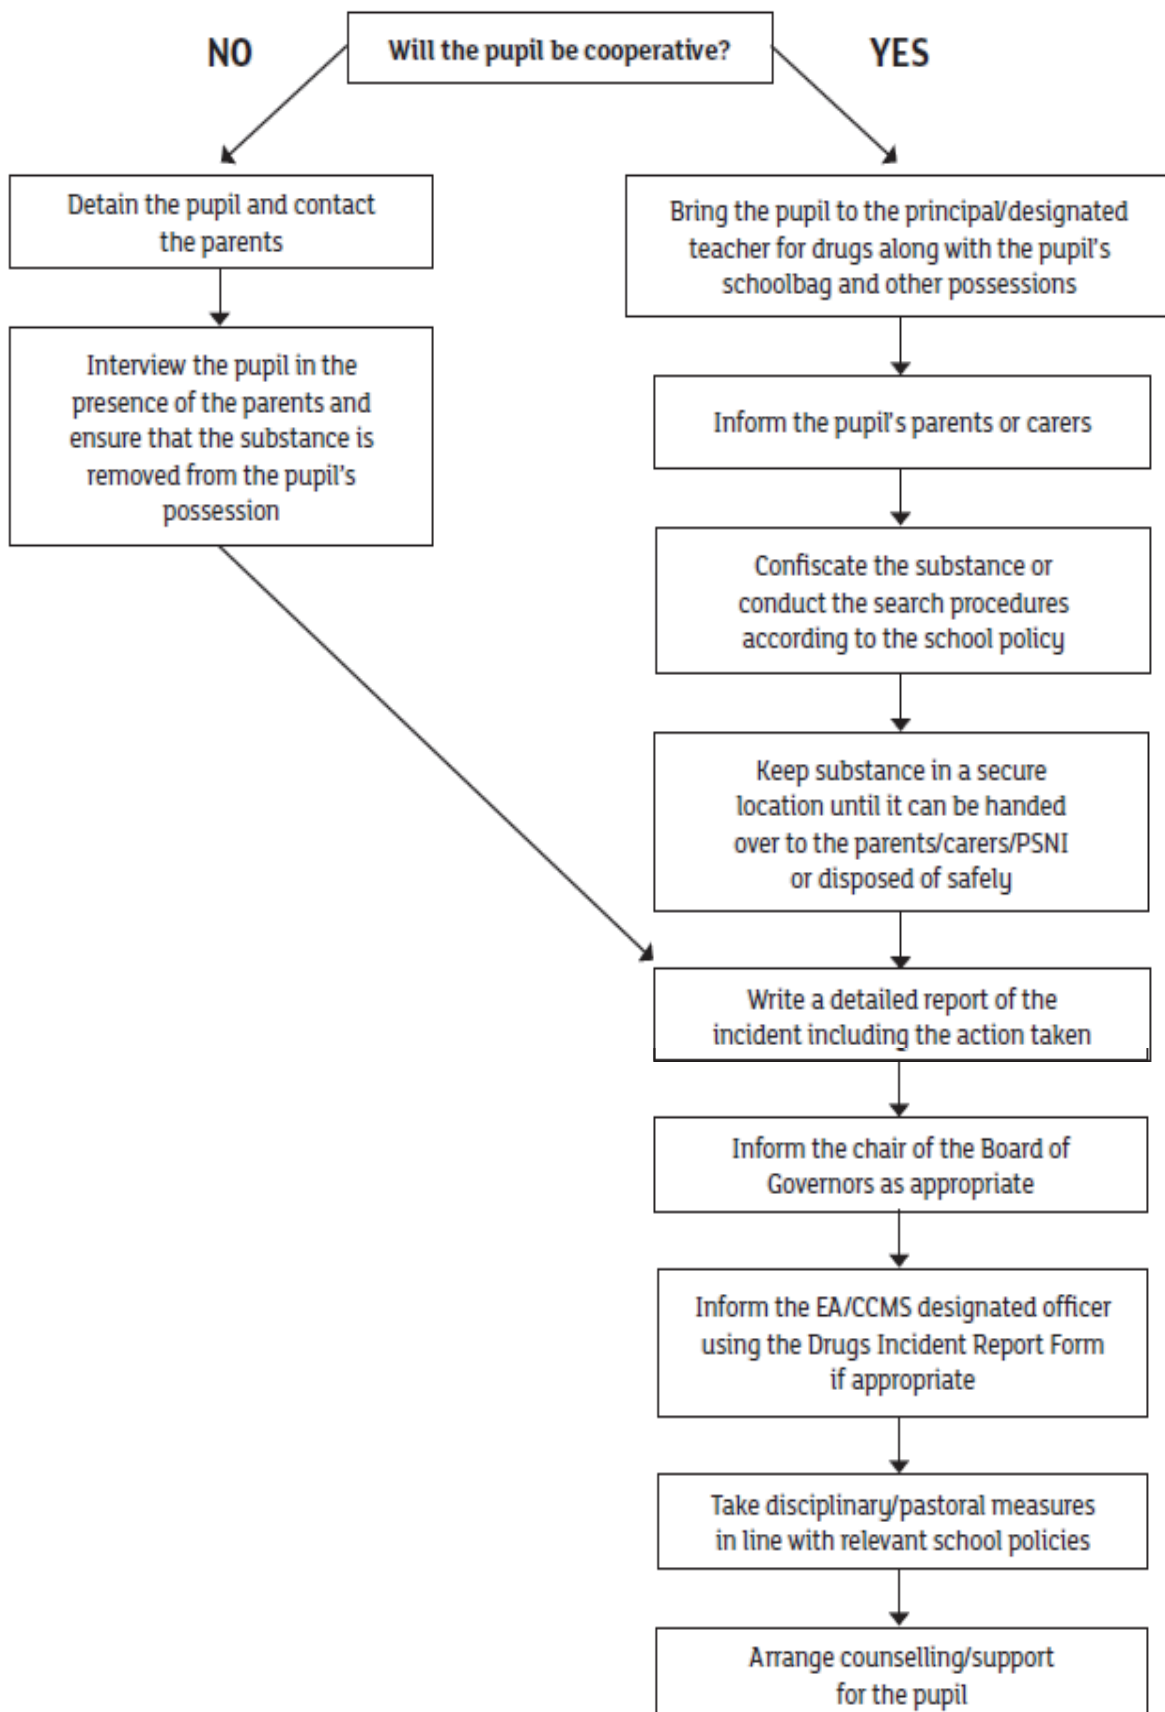 NO
Will the pupil be cooperative?
YES
Detain the pupil and contact
the parents
Interview the pupil in the
presence of the parents and
ensure that the substance is
removed from the pupil's
possession
Bring the pupil to the principal/designated
teacher for drugs along with the pupil's
schoolbag and other possessions
Inform the pupil's parents or carers
Confiscate the substance or
conduct the search procedures
according to the school policy
Keep substance in a secure
location until it can be handed
over to the parents/carers/PSNI
or disposed of safely
Write a detailed report of the
incident including the action taken
Inform the chair of the Board of
Governors as appropriate
Inform the EA/CCMS designated officer
using the Drugs Incident Report Form
if appropriate
Take disciplinary/pastoral measures
in line with relevant school policies
Arrange counselling/support
for the pupil